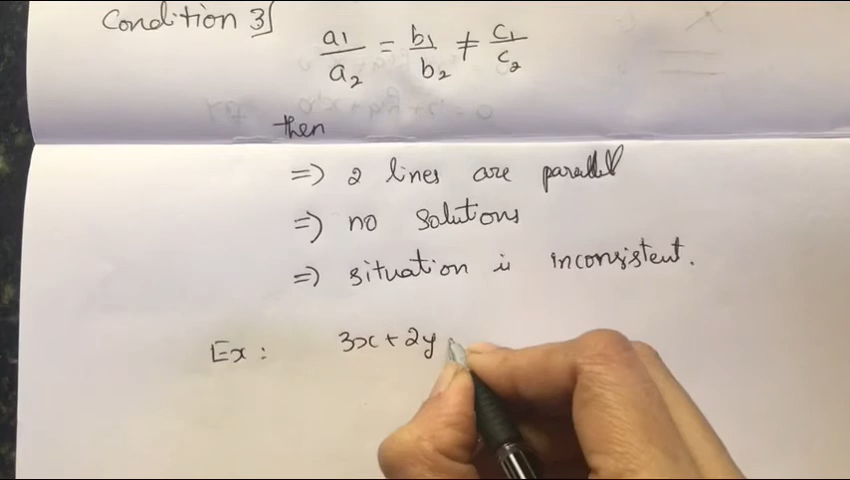 Condition 3]
a1/a2 = b1/b2 ≠ c1/c2
then
=> 2 lines are parallel
=> no solutions
=> situation is inconsistent.
Ex: 3x + 2y